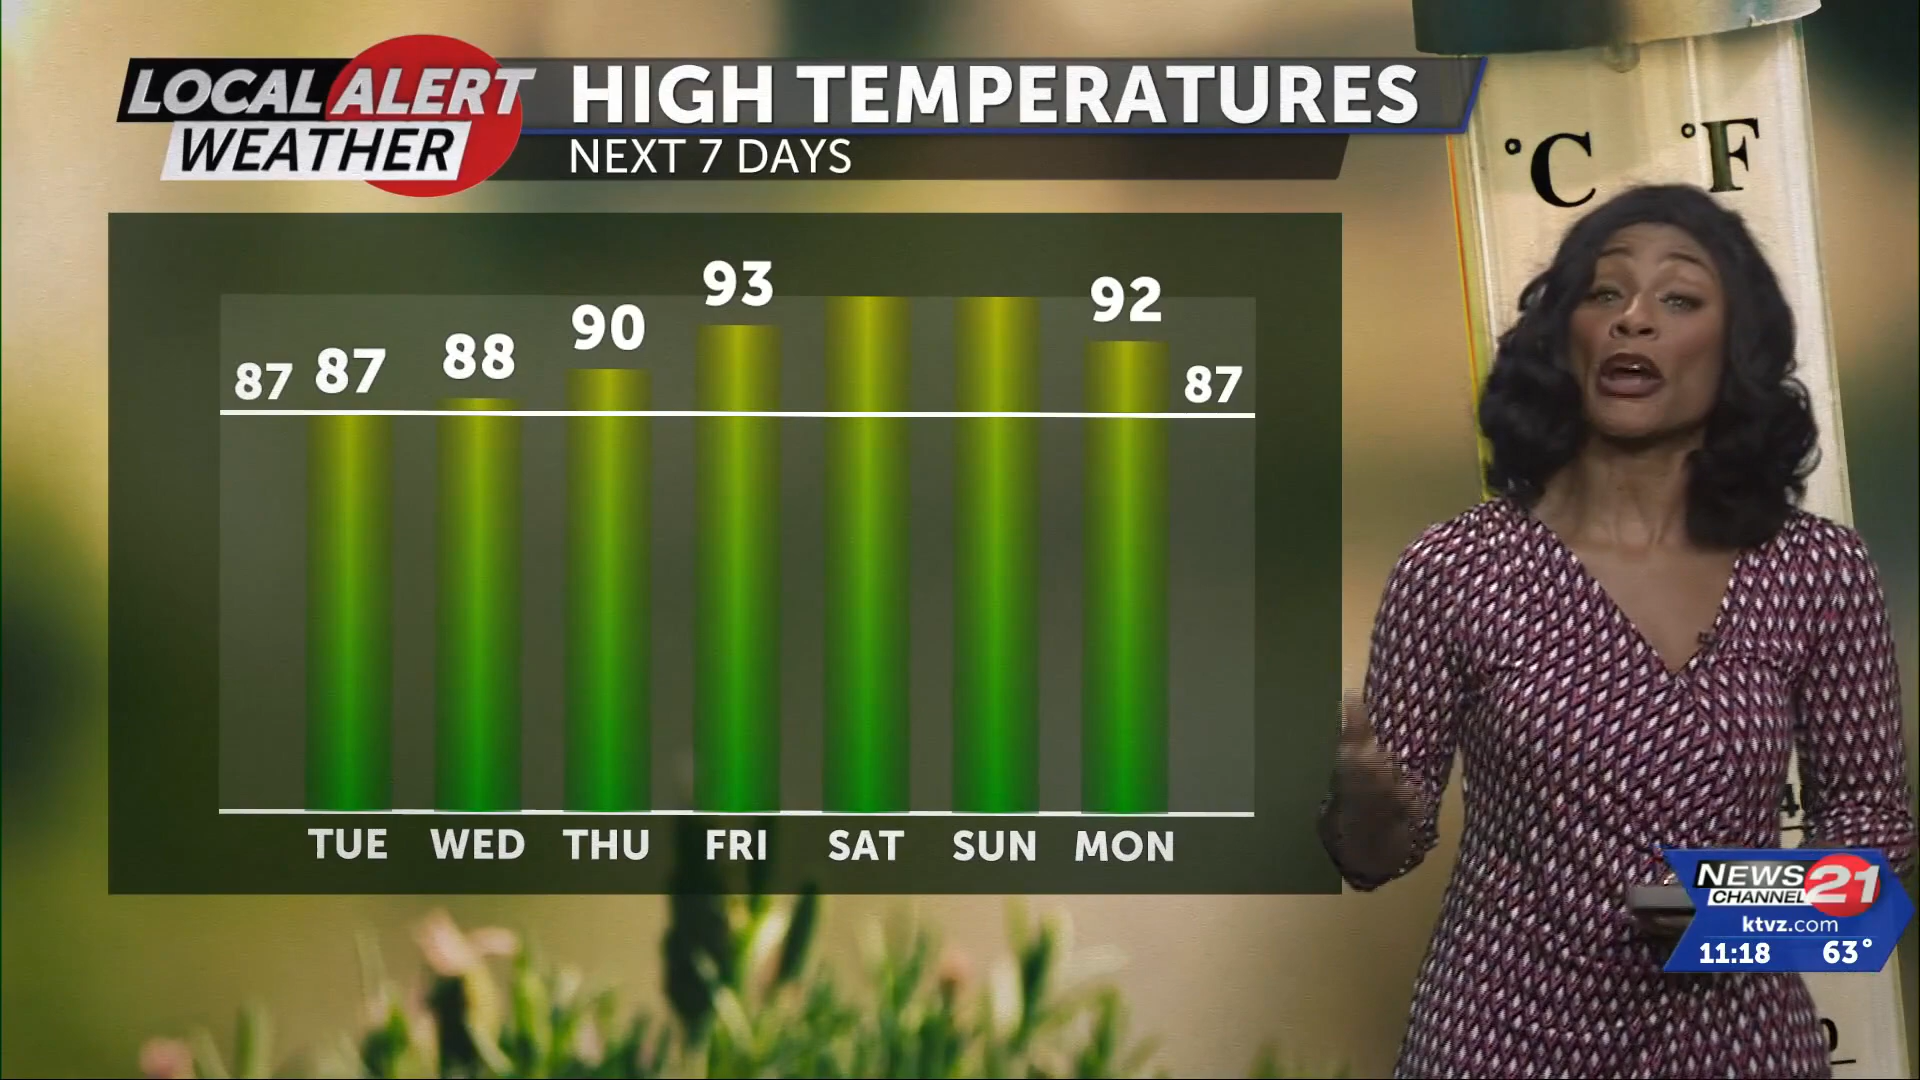 LOCAL ALERT
WEATHER
HIGH TEMPERATURES
NEXT 7 DAYS
°C °F
87 87 88 90 93 92 87
TUE WED THU FRI SAT SUN MON
NEWS
CHANNEL 21
ktvz.com
11:18 63°